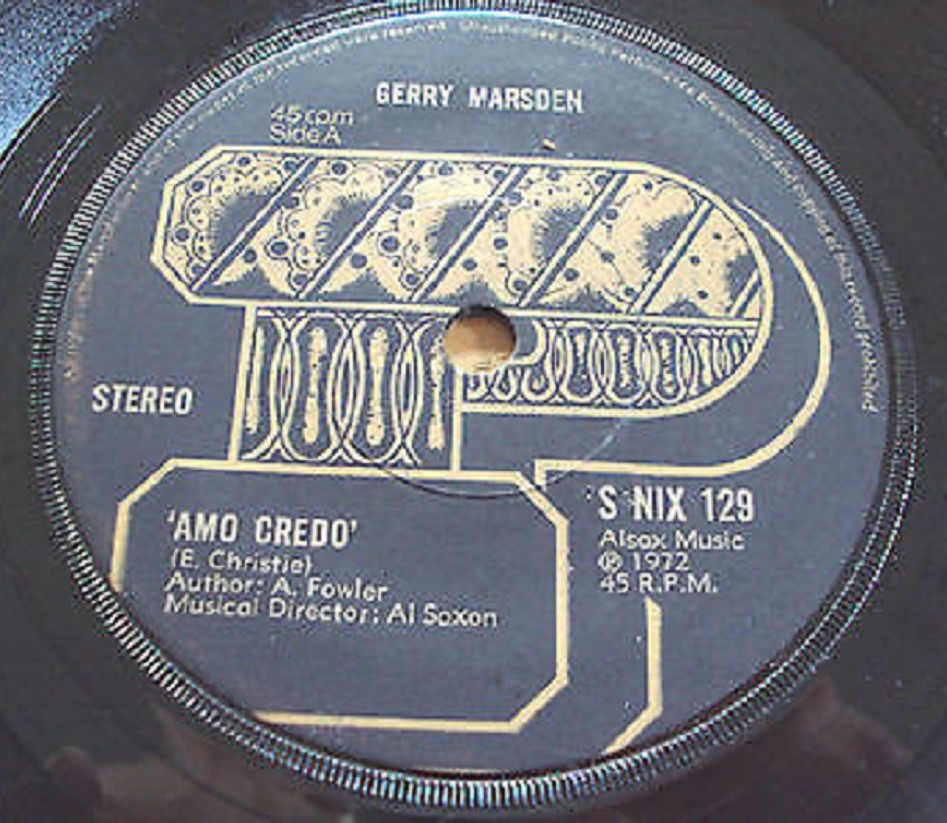 GERRY MARSDEN
45 rpm
Side A
STEREO
'AMO CREDO'
(E. Christie)
Author: A. Fowler
Musical Director: Al Saxon
S NIX 129
Alsax Music
℗ 1972
45 R.P.M.